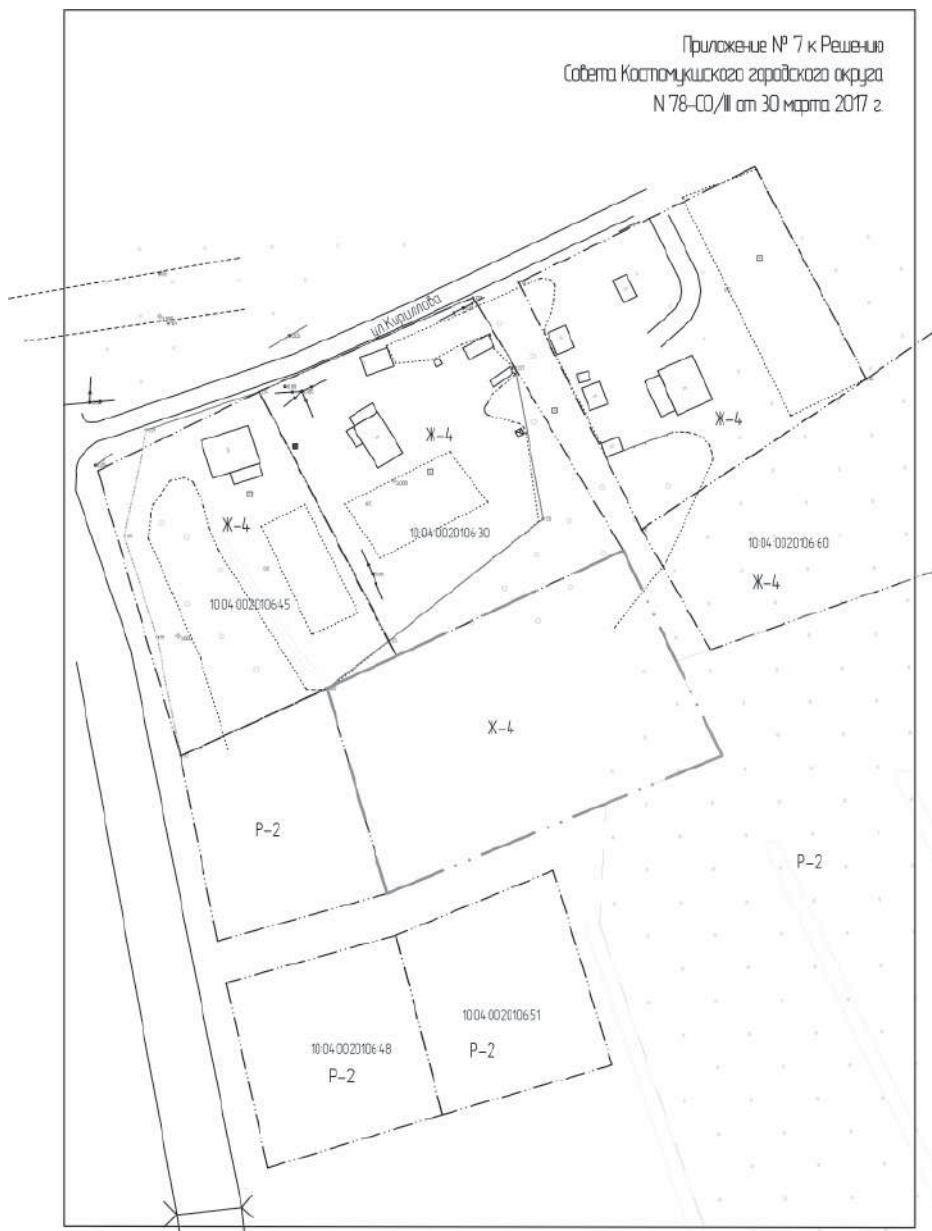 Приложение № 7 к Решению
Совета Костомукшского городского округа
N 78-СО/III от 30 марта 2017 г.
ул.Кириллова
Ж-4
Ж-4
Ж-4
10:04:0020106:30
10:04:0020106:60
Ж-4
10:04:0020106:45
Ж-4
Р-2
Р-2
10:04:0020106:51
Р-2
10:04:0020106:48
Р-2